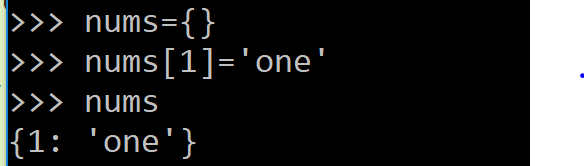 >>> nums={}
>>> nums[1]='one'
>>> nums
{1: 'one'}